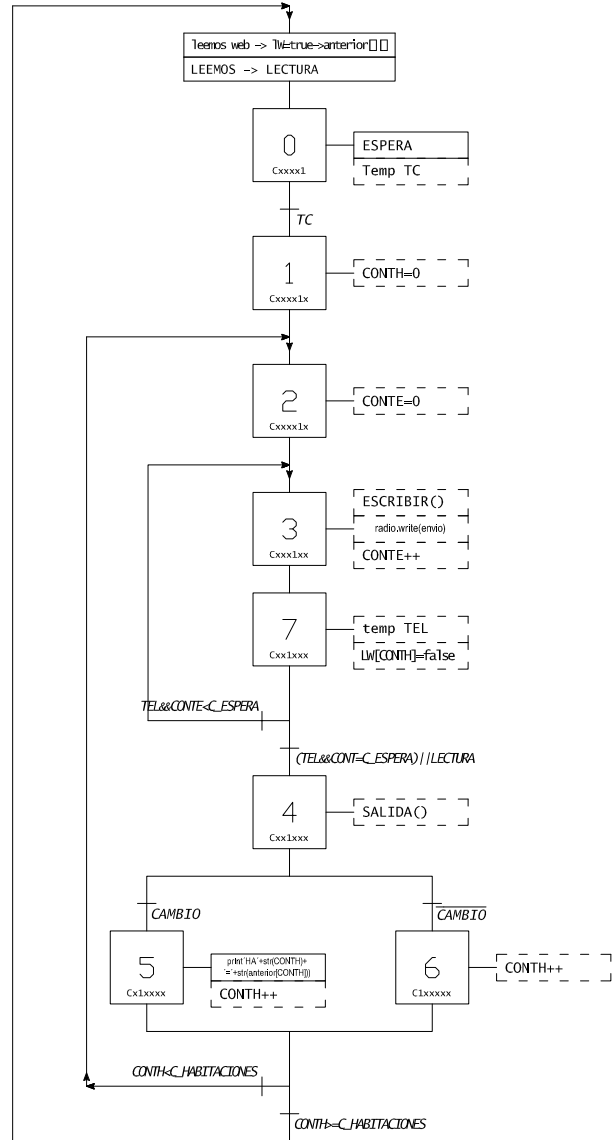 leemos web -> lW=true->anterior[][]
LEEMOS -> LECTURA
0
Cxxxx1
ESPERA
Temp TC
TC
1
Cxxxx1x
CONTH=0
2
Cxxxx1x
CONTE=0
3
Cxxx1xx
ESCRIBIR()
radio.write(envio)
CONTE++
7
Cxx1xxx
temp TEL
LW[CONTH]=false
TEL&&CONTE<C_ESPERA
(TEL&&CONT=C_ESPERA)||LECTURA
4
Cxx1xxx
SALIDA()
CAMBIO
CAMBIO
5
Cx1xxxx
print¨HA¨+str(CONTH)+
¨=¨+str(anterior[CONTH]))
CONTH++
6
C1xxxxx
CONTH++
CONTH<C_HABITACIONES
CONTH>=C_HABITACIONES